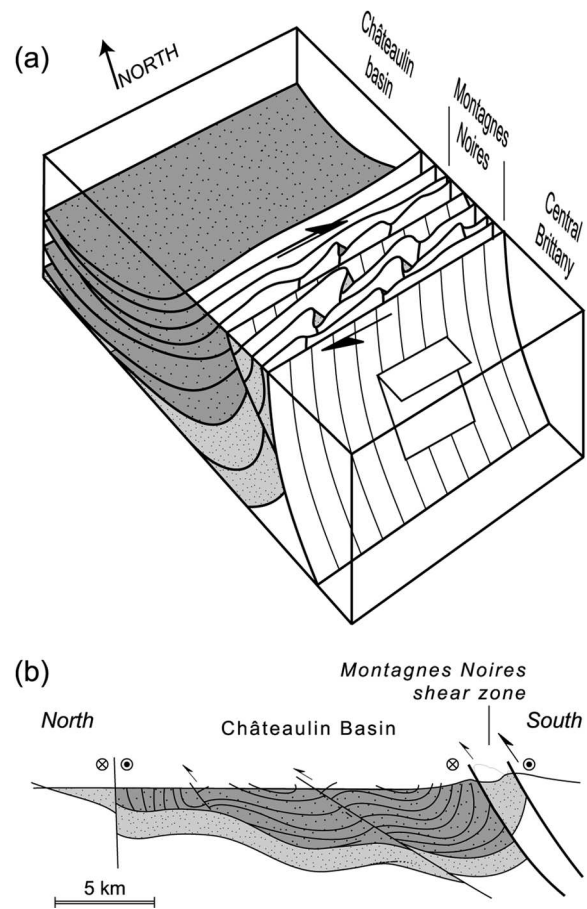 (a)
NORTH
Châteaulin
basin
Montagnes
Noires
Central
Brittany
(b)
Montagnes Noires
shear zone
North
Châteaulin Basin
South
5 km